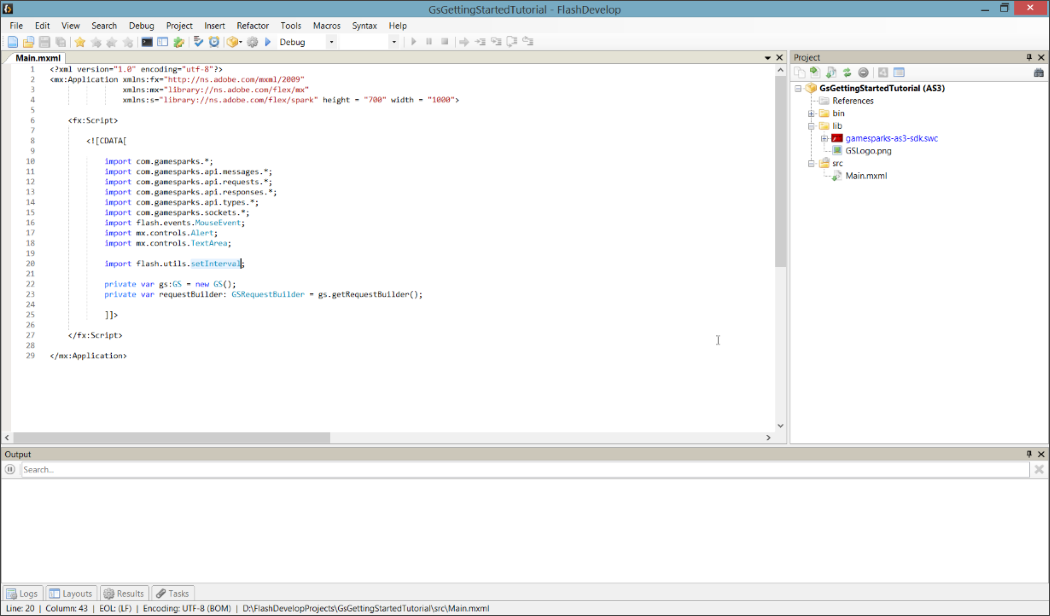 GsGettingStartedTutorial - FlashDevelop
File Edit View Search Debug Project Insert Refactor Tools Macros Syntax Help
Debug
Main.mxml
1 <?xml version="1.0" encoding="utf-8"?>
2 <mx:Application xmlns:fx="http://ns.adobe.com/mxml/2009"
3 xmlns:mx="library://ns.adobe.com/flex/mx"
4 xmlns:s="library://ns.adobe.com/flex/spark" height = "700" width = "1000">
5
6 <fx:Script>
7
8 <![CDATA[
9
10 import com.gamesparks.*;
11 import com.gamesparks.api.messages.*;
12 import com.gamesparks.api.requests.*;
13 import com.gamesparks.api.responses.*;
14 import com.gamesparks.api.types.*;
15 import com.gamesparks.sockets.*;
16 import flash.events.MouseEvent;
17 import mx.controls.Alert;
18 import mx.controls.TextArea;
19
20 import flash.utils.setInterval;
21
22 private var gs:GS = new GS();
23 private var requestBuilder: GSRequestBuilder = gs.getRequestBuilder();
24
25 ]]>
26
27 </fx:Script>
28
29 </mx:Application>
Project
GsGettingStartedTutorial (AS3)
References
bin
lib
gamesparks-as3-sdk.swc
GSLogo.png
src
Main.mxml
Output
Search...
Logs Layouts Results Tasks
Line: 20 | Column: 43 | EOL: (LF) | Encoding: UTF-8 (BOM) | D:\FlashDevelopProjects\GsGettingStartedTutorial\src\Main.mxml